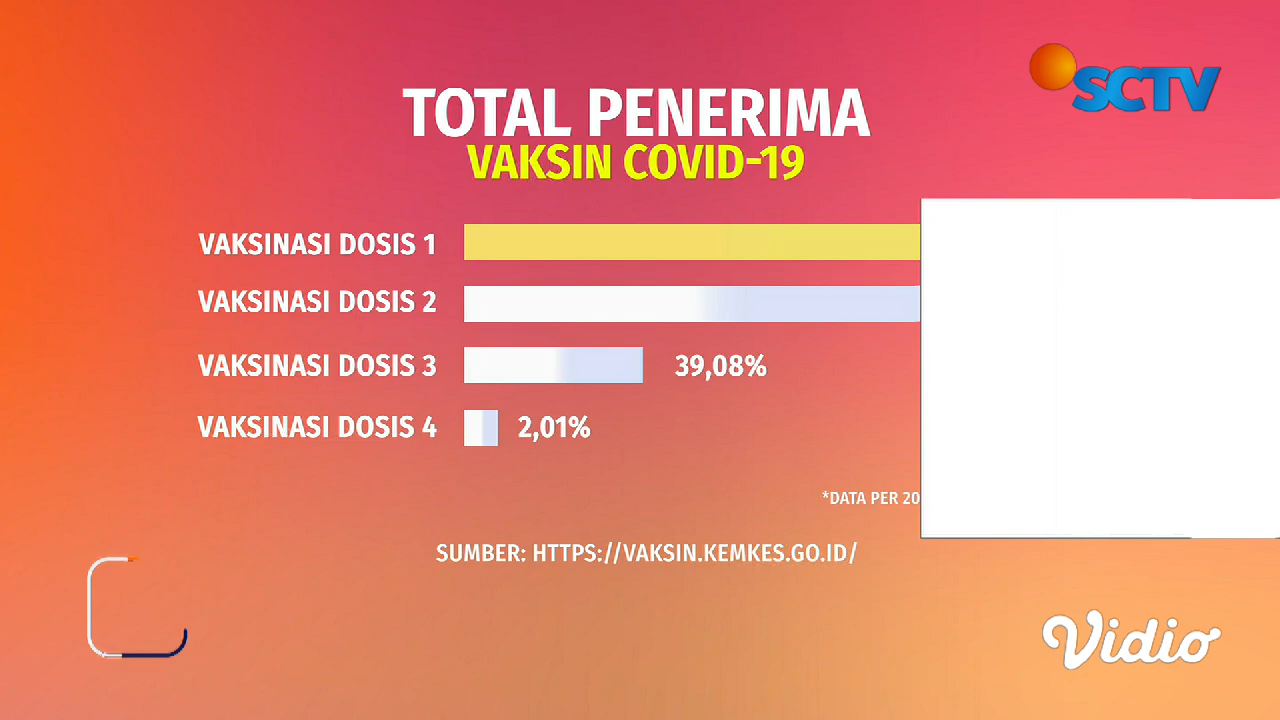 SCTV
TOTAL PENERIMA
VAKSIN COVID-19
VAKSINASI DOSIS 1
VAKSINASI DOSIS 2
VAKSINASI DOSIS 3 39,08%
VAKSINASI DOSIS 4 2,01%
*DATA PER 20
SUMBER: HTTPS://VAKSIN.KEMKES.GO.ID/
Vidio